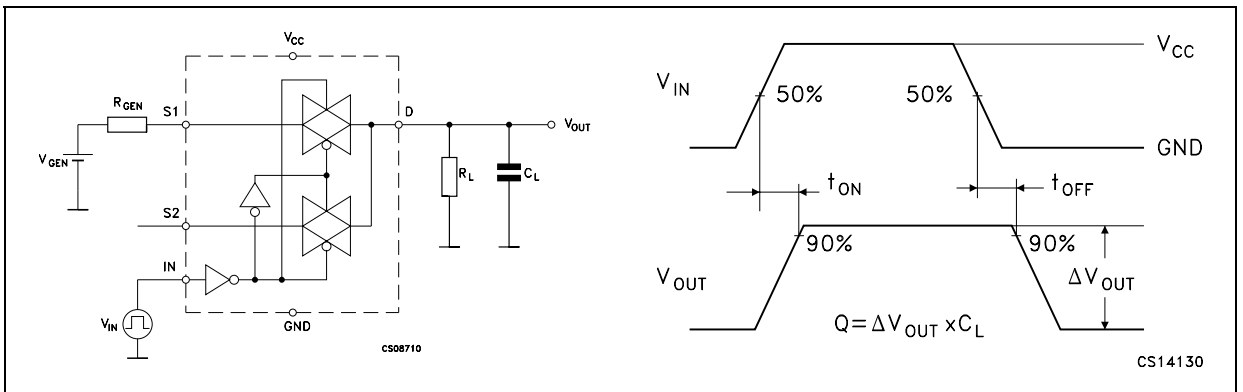 V_CC
R_GEN
S1
D
V_OUT
V_GEN
R_L
C_L
S2
IN
V_IN
GND
CS08710
V_CC
V_IN
50%
50%
GND
t_ON
t_OFF
90%
90%
V_OUT
ΔV_OUT
Q=ΔV_OUT xC_L
CS14130